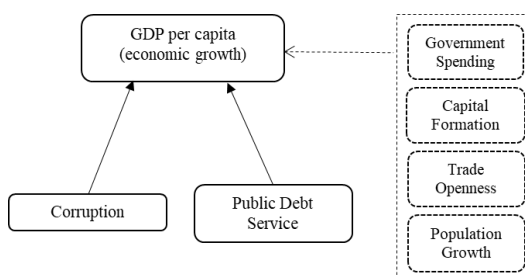 GDP per capita
(economic growth)
Government
Spending
Capital
Formation
Trade
Openness
Population
Growth
Corruption
Public Debt
Service